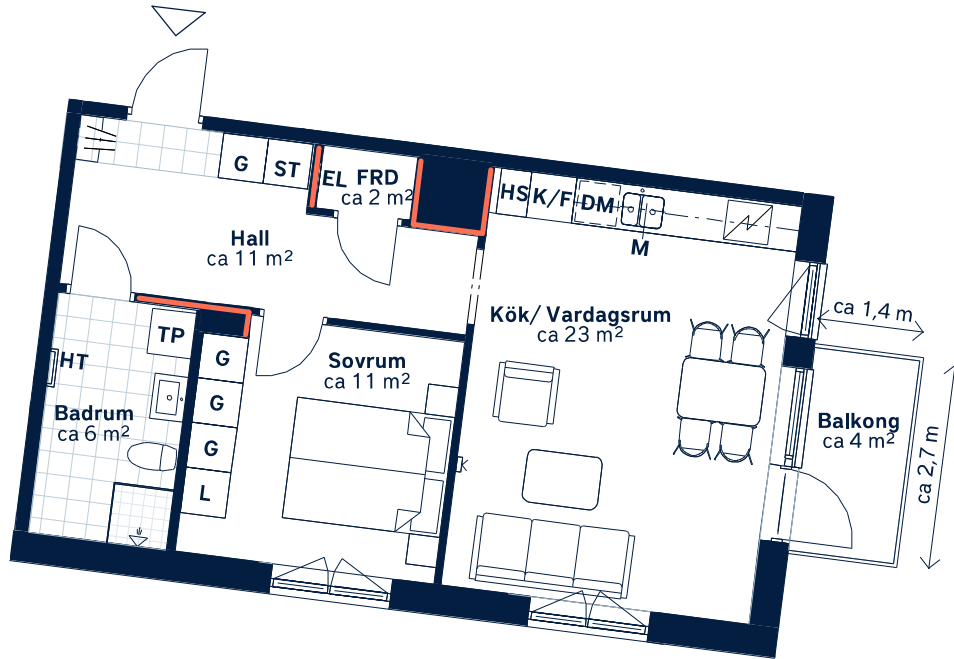 G
ST
EL
FRD
ca 2 m²
HS
K/F
DM
M
Hall
ca 11 m²
Kök/ Vardagsrum
ca 23 m²
ca 1,4 m
TP
HT
G
Sovrum
ca 11 m²
G
Badrum
ca 6 m²
Balkong
ca 4 m²
G
L
K
ca 2,7 m